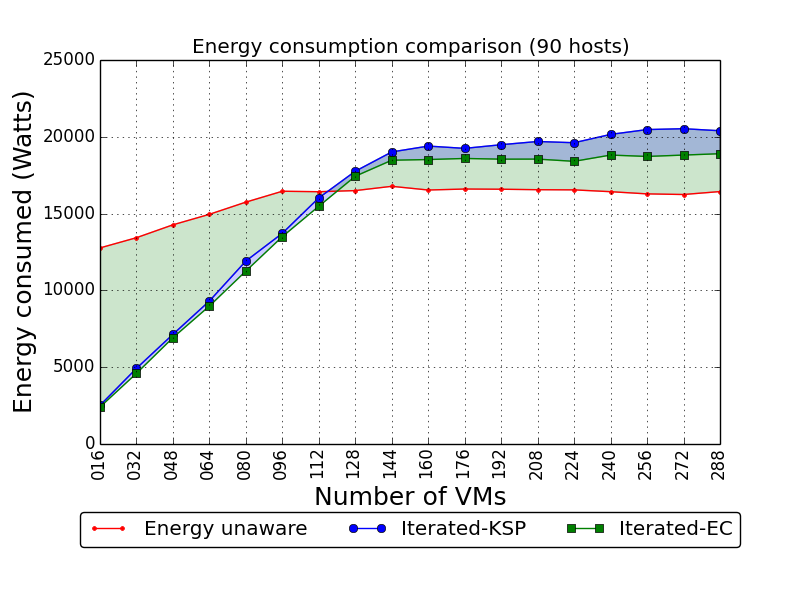 Energy consumption comparison (90 hosts)
Energy consumed (Watts)
25000
20000
15000
10000
5000
0
016 032 048 064 080 096 112 128 144 160 176 192 208 224 240 256 272 288
Number of VMs
Energy unaware Iterated-KSP Iterated-EC